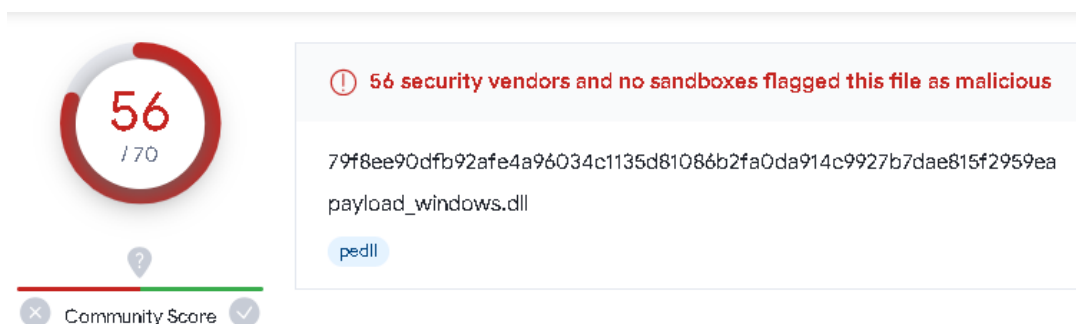 56
/ 70
56 security vendors and no sandboxes flagged this file as malicious
79f8ee90dfb92afe4a96034c1135d81086b2fa0da914c9927b7dae815f2959ea
payload_windows.dll
pedll
?
Community Score